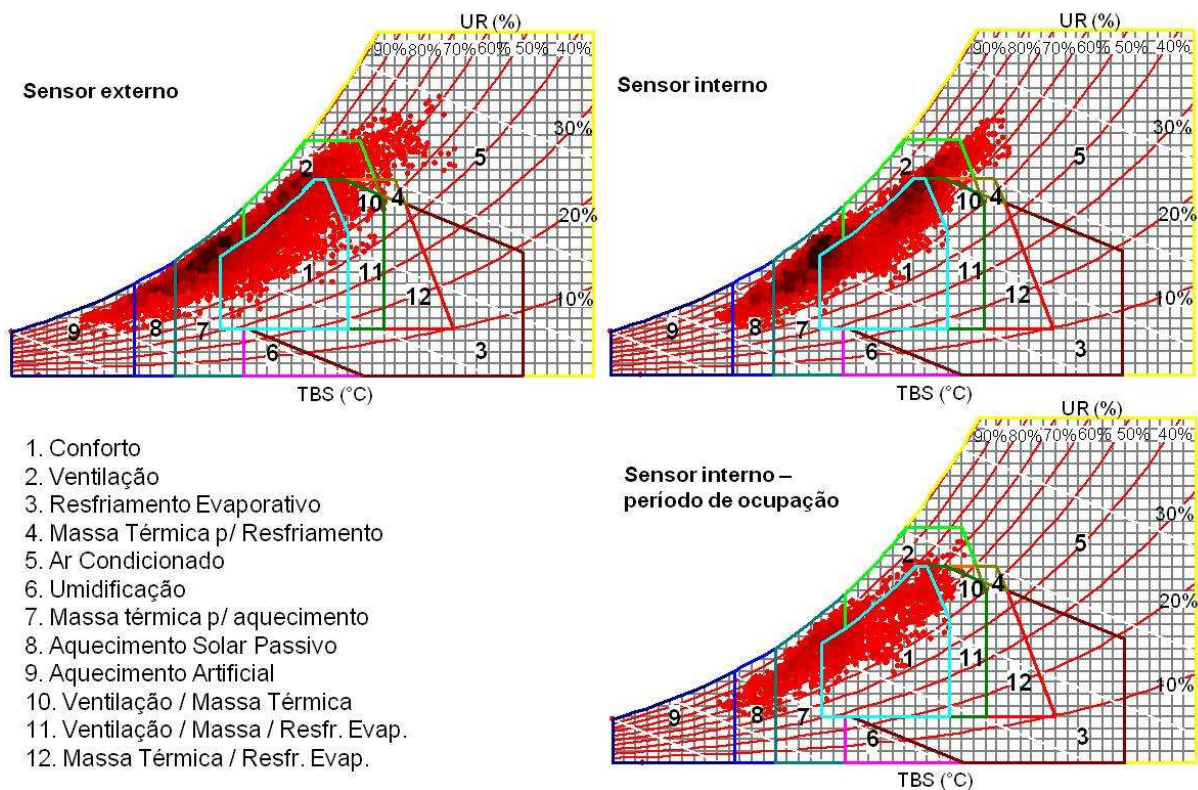 UR (%)
90% 80% 70% 60% 50% 40%
Sensor externo
30%
20%
10%
1
2
3
4
5
6
7
8
9
10
11
12
TBS (°C)
UR (%)
90% 80% 70% 60% 50% 40%
Sensor interno
30%
20%
10%
1
2
3
4
5
6
7
8
9
10
11
12
TBS (°C)
1. Conforto
2. Ventilação
3. Resfriamento Evaporativo
4. Massa Térmica p/ Resfriamento
5. Ar Condicionado
6. Umidificação
7. Massa térmica p/ aquecimento
8. Aquecimento Solar Passivo
9. Aquecimento Artificial
10. Ventilação / Massa Térmica
11. Ventilação / Massa / Resfr. Evap.
12. Massa Térmica / Resfr. Evap.
UR (%)
90% 80% 70% 60% 50% 40%
Sensor interno –
período de ocupação
30%
20%
10%
1
2
3
4
5
6
7
8
9
10
11
12
TBS (°C)